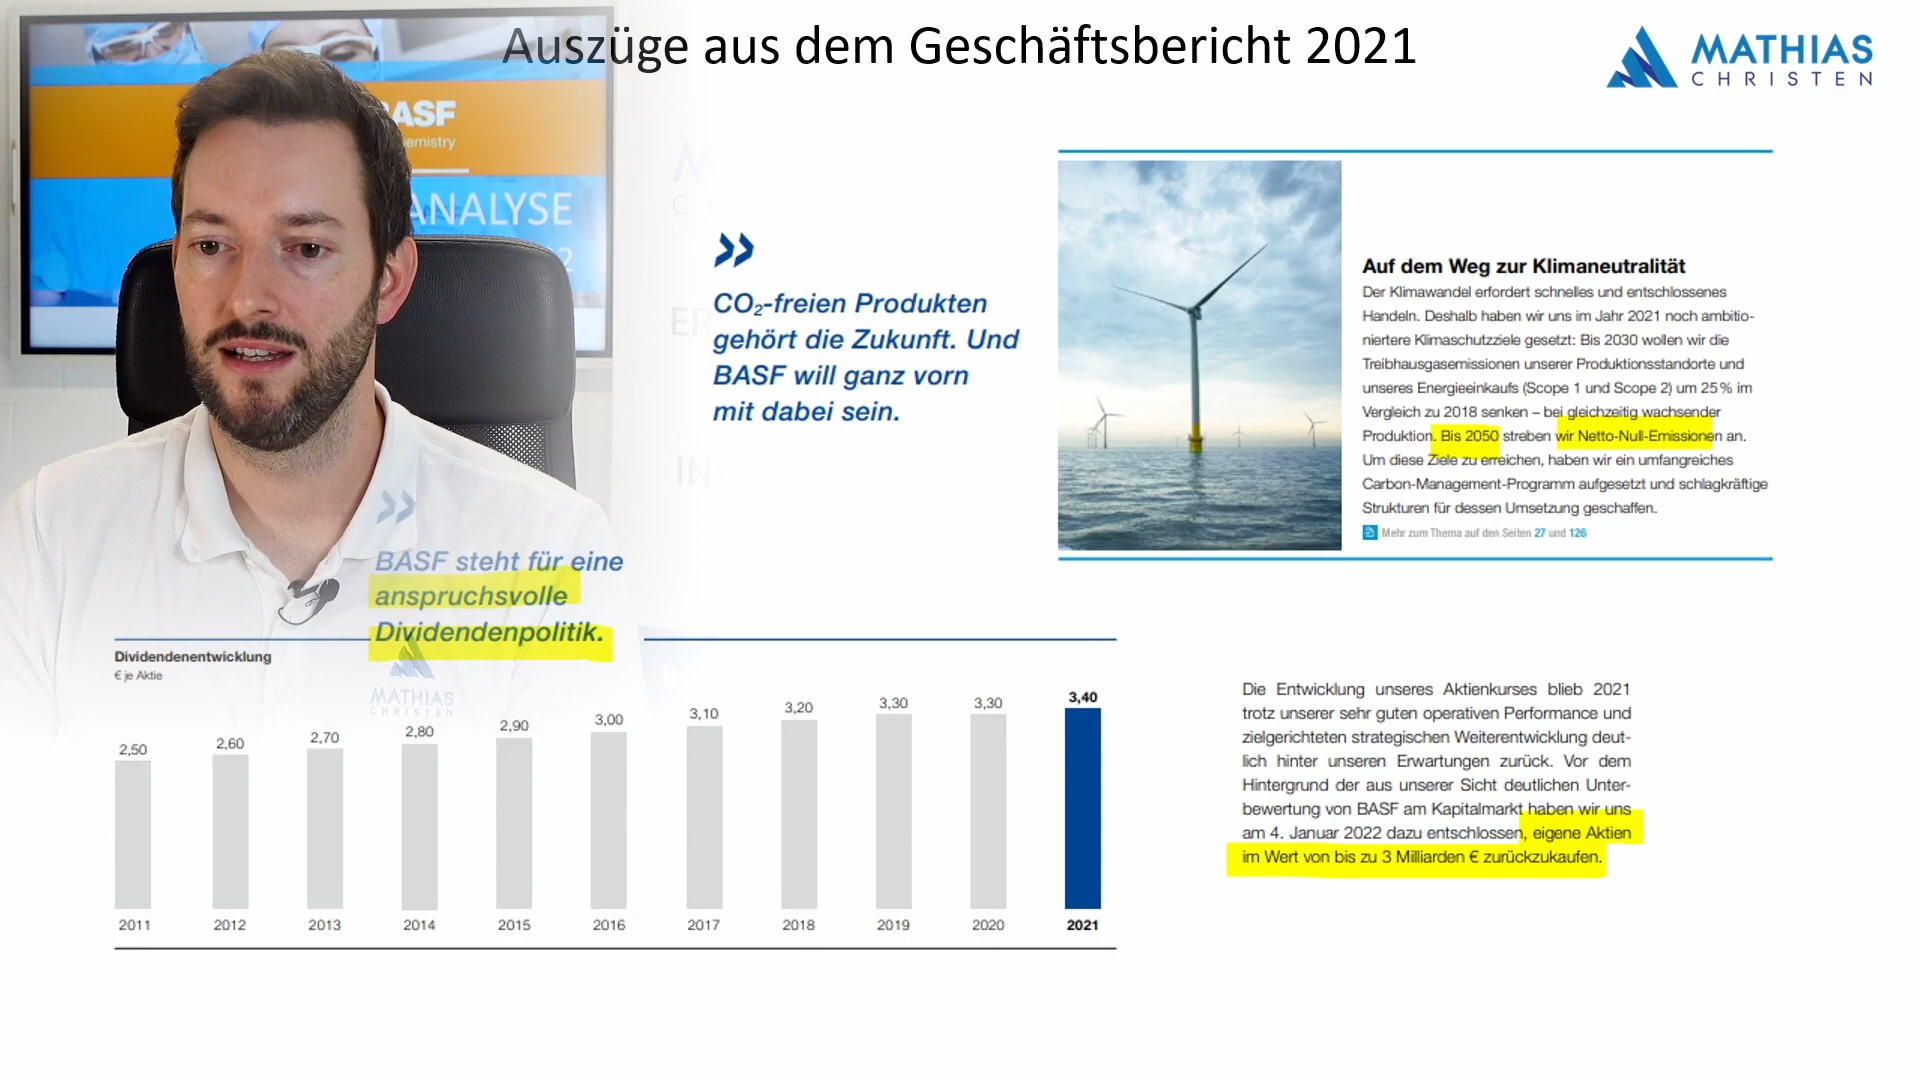 Auszüge aus dem Geschäftsbericht 2021
MATHIAS
CHRISTEN
BASF
ANALYSE
CO₂-freien Produkten
gehört die Zukunft. Und
BASF will ganz vorn
mit dabei sein.
Auf dem Weg zur Klimaneutralität
Der Klimawandel erfordert schnelles und entschlossenes
Handeln. Deshalb haben wir uns im Jahr 2021 noch ambitio-
niertere Klimaschutzziele gesetzt: Bis 2030 wollen wir die
Treibhausgasemissionen unserer Produktionsstandorte und
unseres Energieeinkaufs (Scope 1 und Scope 2) um 25 % im
Vergleich zu 2018 senken – bei gleichzeitig wachsender
Produktion. Bis 2050 streben wir Netto-Null-Emissionen an.
Um diese Ziele zu erreichen, haben wir ein umfangreiches
Carbon-Management-Programm aufgesetzt und schlagkräftige
Strukturen für dessen Umsetzung geschaffen.
Mehr zum Thema auf den Seiten 27 und 126
BASF steht für eine
anspruchsvolle
Dividendenpolitik.
Dividendenentwicklung
€ je Aktie
MATHIAS
CHRISTEN
2,50 2,60 2,70 2,80 2,90 3,00 3,10 3,20 3,30 3,30 3,40
2011 2012 2013 2014 2015 2016 2017 2018 2019 2020 2021
Die Entwicklung unseres Aktienkurses blieb 2021
trotz unserer sehr guten operativen Performance und
zielgerichteten strategischen Weiterentwicklung deut-
lich hinter unseren Erwartungen zurück. Vor dem
Hintergrund der aus unserer Sicht deutlichen Unter-
bewertung von BASF am Kapitalmarkt haben wir uns
am 4. Januar 2022 dazu entschlossen, eigene Aktien
im Wert von bis zu 3 Milliarden € zurückzukaufen.